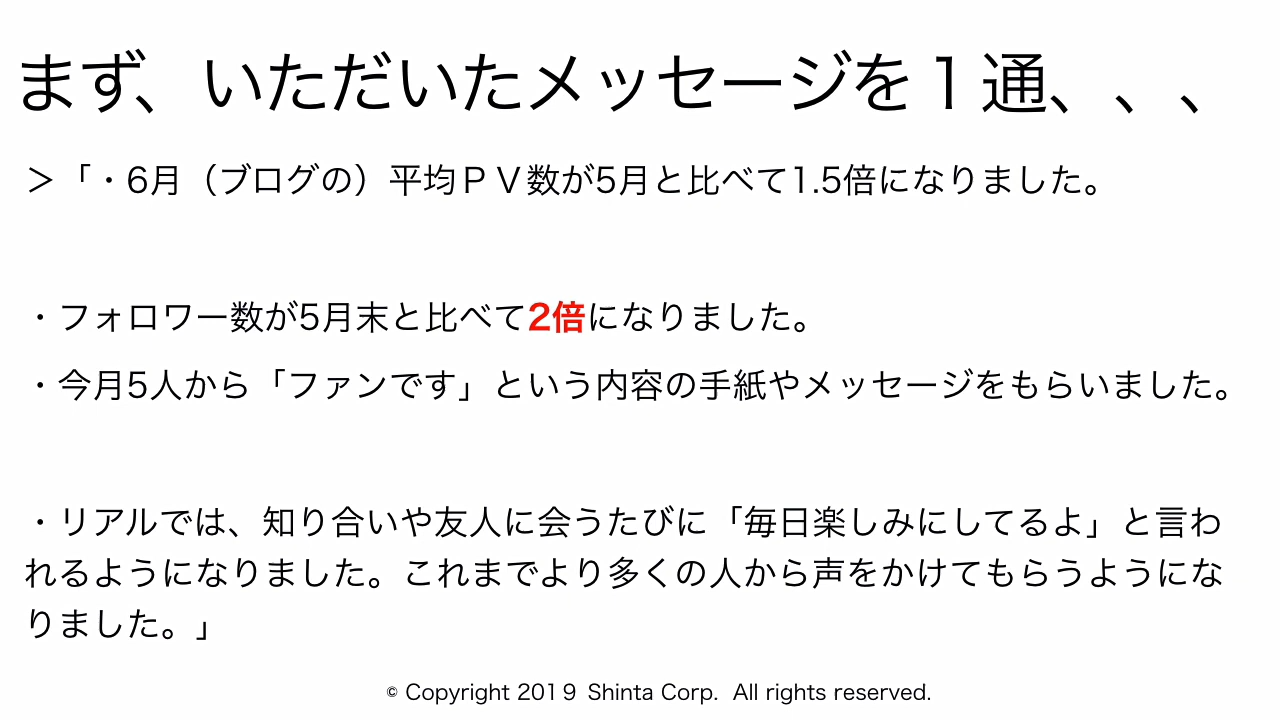 まず、いただいたメッセージを１通、、、
＞「・6月（ブログの）平均ＰＶ数が5月と比べて1.5倍になりました。
・フォロワー数が5月末と比べて2倍になりました。
・今月5人から「ファンです」という内容の手紙やメッセージをもらいました。
・リアルでは、知り合いや友人に会うたびに「毎日楽しみにしてるよ」と言わ
れるようになりました。これまでより多くの人から声をかけてもらうようにな
りました。」
© Copyright 201９ Shinta Corp.  All rights reserved.